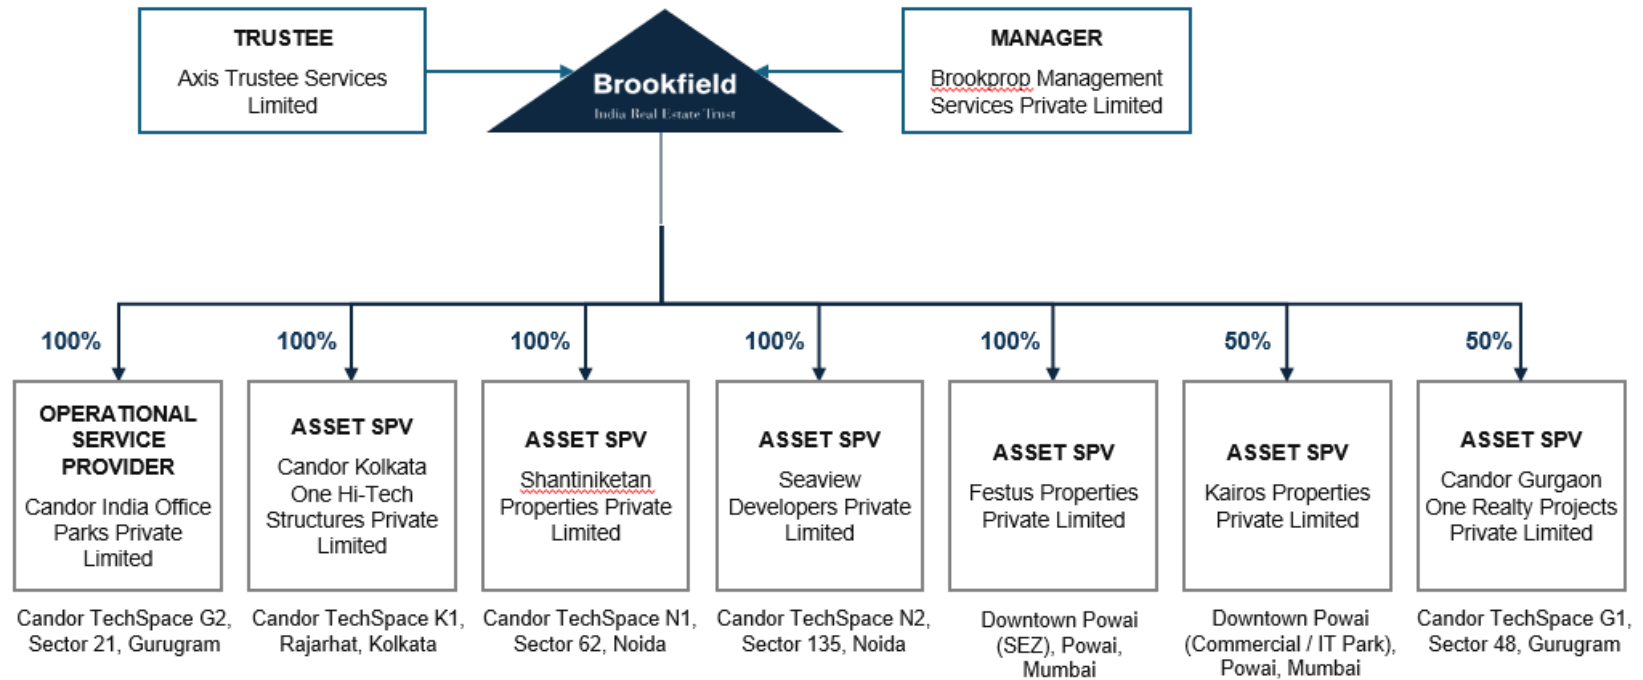 TRUSTEE
Axis Trustee Services
Limited
Brookfield
India Real Estate Trust
MANAGER
Brookprop Management
Services Private Limited
100%
100%
100%
100%
100%
50%
50%
OPERATIONAL
SERVICE
PROVIDER
Candor India Office
Parks Private
Limited
ASSET SPV
Candor Kolkata
One Hi-Tech
Structures Private
Limited
ASSET SPV
Shantiniketan
Properties Private
Limited
ASSET SPV
Seaview
Developers Private
Limited
ASSET SPV
Festus Properties
Private Limited
ASSET SPV
Kairos Properties
Private Limited
ASSET SPV
Candor Gurgaon
One Realty Projects
Private Limited
Candor TechSpace G2,
Sector 21, Gurugram
Candor TechSpace K1,
Rajarhat, Kolkata
Candor TechSpace N1,
Sector 62, Noida
Candor TechSpace N2,
Sector 135, Noida
Downtown Powai
(SEZ), Powai,
Mumbai
Downtown Powai
(Commercial / IT Park),
Powai, Mumbai
Candor TechSpace G1,
Sector 48, Gurugram